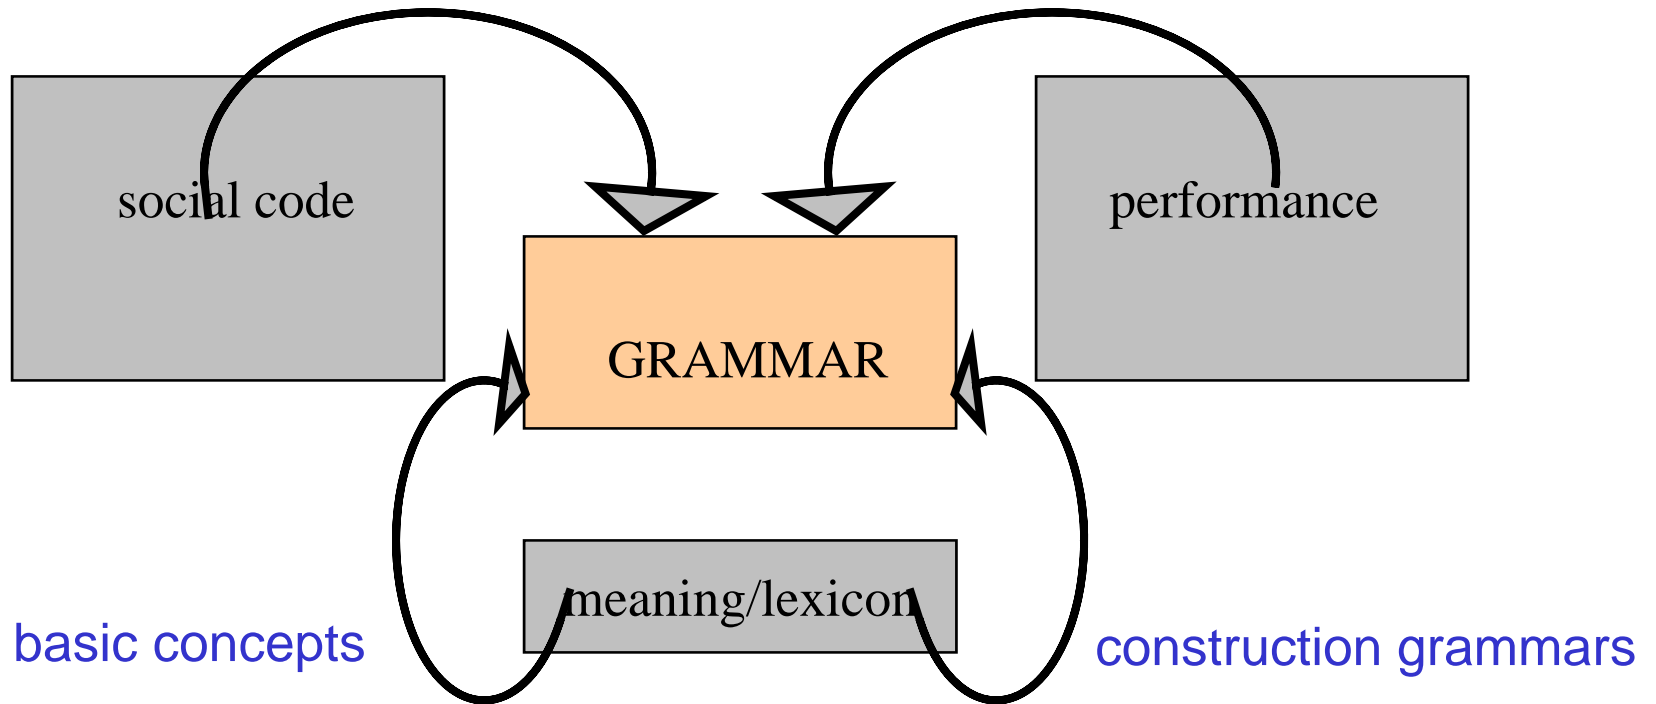 social code
performance
GRAMMAR
meaning/lexicon
basic concepts
construction grammars